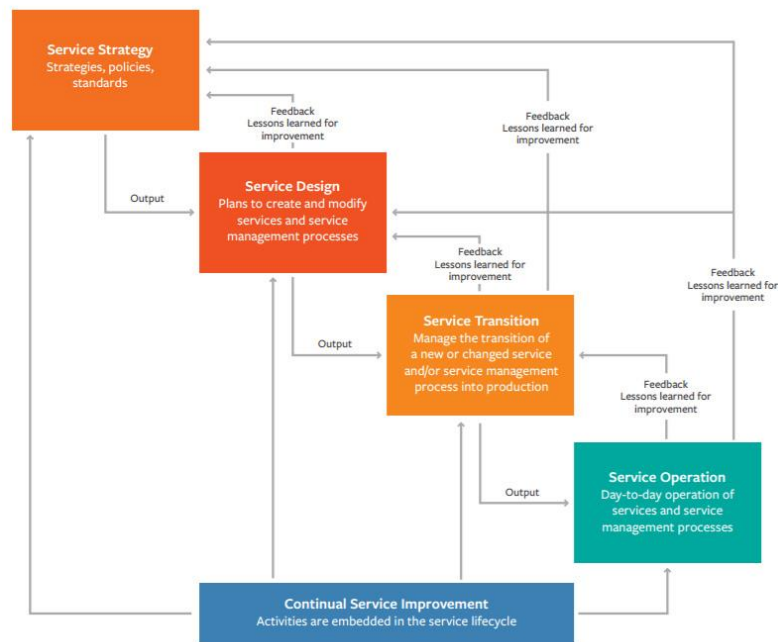 Service Strategy
Strategies, policies,
standards
Feedback
Lessons learned for
improvement
Feedback
Lessons learned for
improvement
Output
Service Design
Plans to create and modify
services and service
management processes
Feedback
Lessons learned for
improvement
Feedback
Lessons learned for
improvement
Output
Service Transition
Manage the transition of
a new or changed service
and/or service management
process into production
Feedback
Lessons learned for
improvement
Output
Service Operation
Day-to-day operation of
services and service
management processes
Continual Service Improvement
Activities are embedded in the service lifecycle